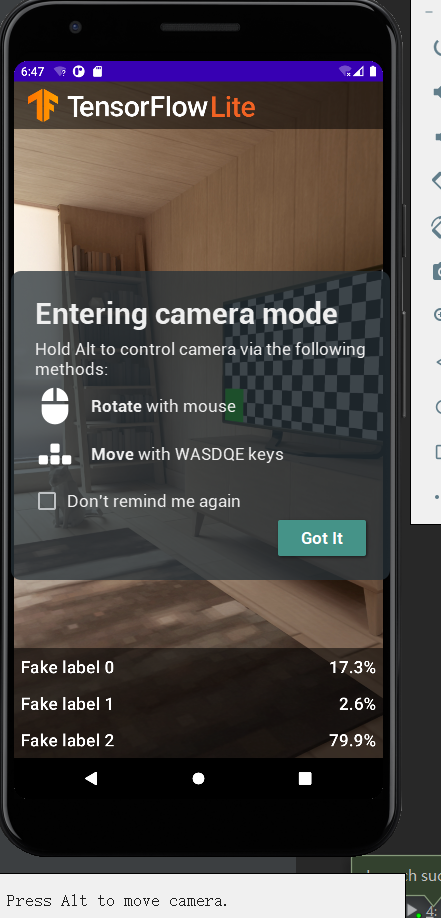 6:47
TensorFlow Lite
Entering camera mode
Hold Alt to control camera via the following
methods:
Rotate with mouse
Move with WASDQE keys
Don't remind me again
Got It
Fake label 0 17.3%
Fake label 1 2.6%
Fake label 2 79.9%
Press Alt to move camera.